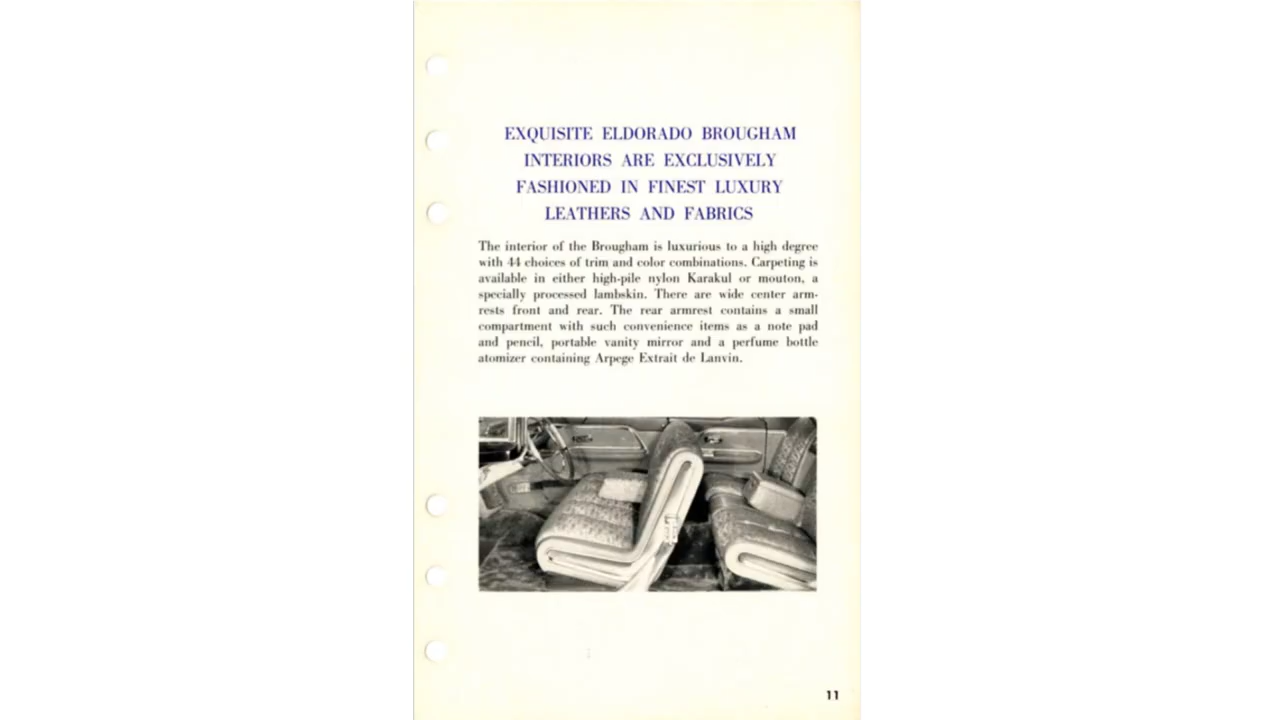 EXQUISITE ELDORADO BROUGHAM
INTERIORS ARE EXCLUSIVELY
FASHIONED IN FINEST LUXURY
LEATHERS AND FABRICS
The interior of the Brougham is luxurious to a high degree
with 44 choices of trim and color combinations. Carpeting is
available in either high-pile nylon Karakul or mouton, a
specially processed lambskin. There are wide center arm-
rests front and rear. The rear armrest contains a small
compartment with such convenience items as a note pad
and pencil, portable vanity mirror and a perfume bottle
atomizer containing Arpege Extrait de Lanvin.
11